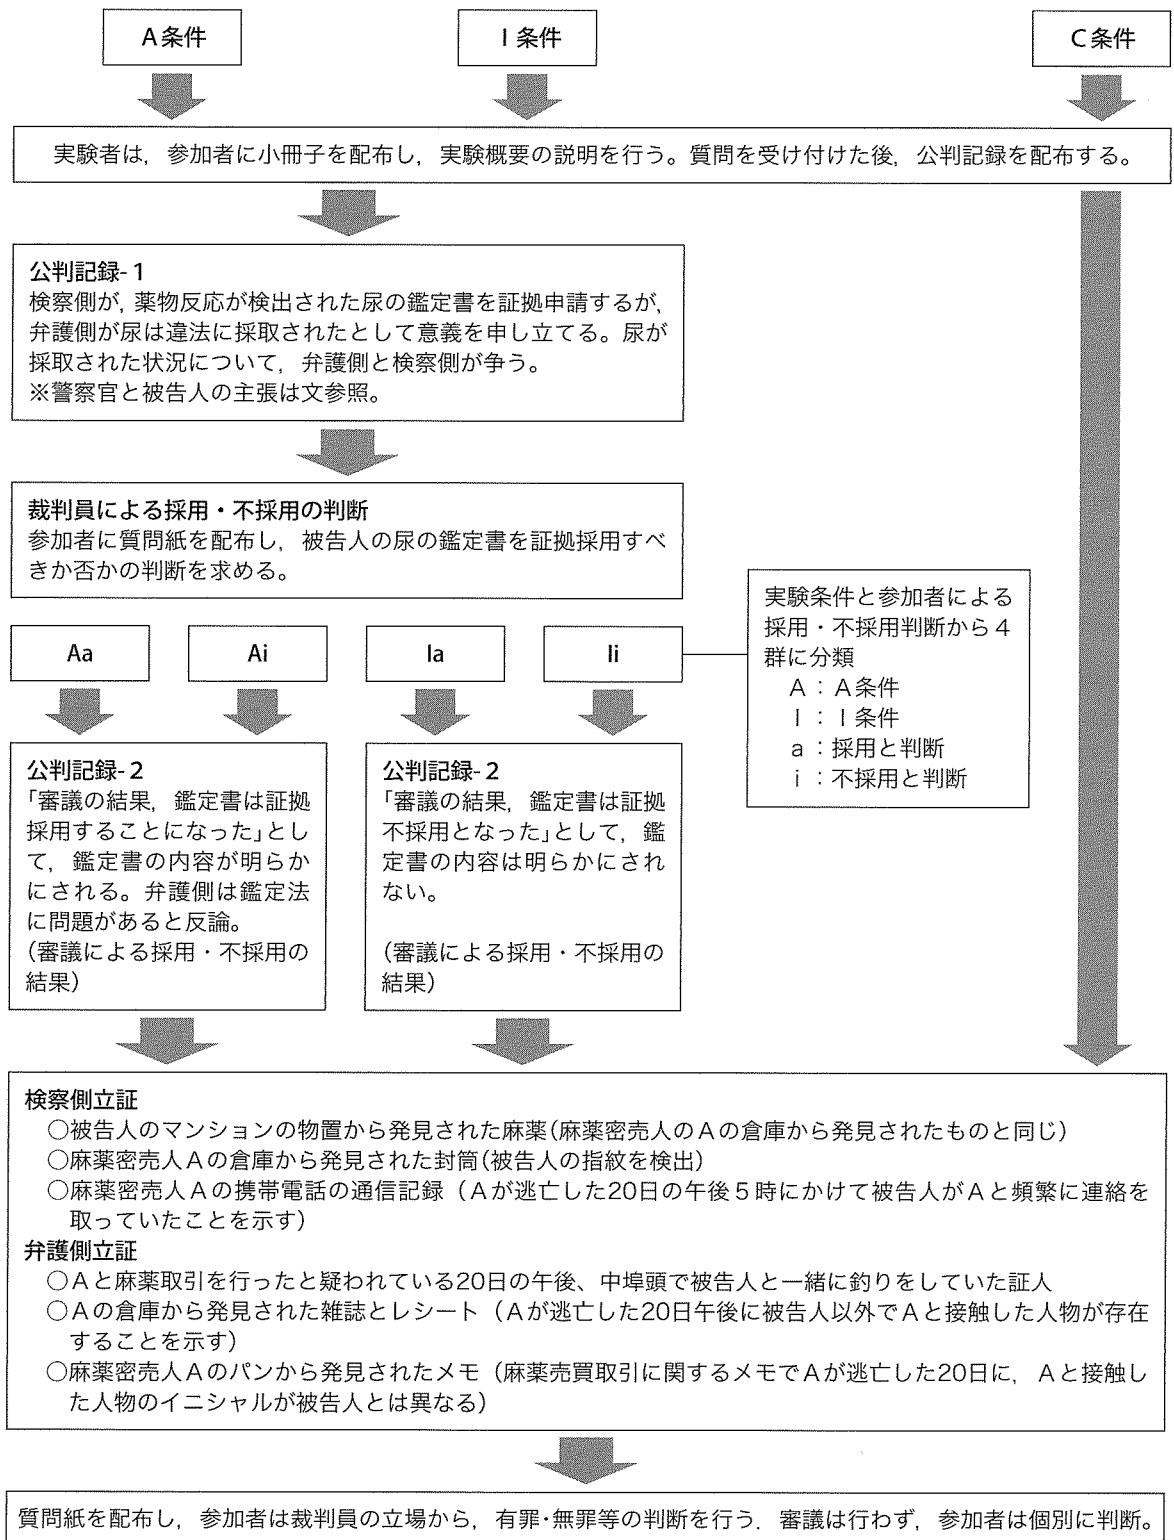 A条件
I 条件
C条件
実験者は，参加者に小冊子を配布し，実験概要の説明を行う。質問を受け付けた後，公判記録を配布する。
公判記録-1
検察側が，薬物反応が検出された尿の鑑定書を証拠申請するが，
弁護側が尿は違法に採取されたとして意義を申し立てる。尿が
採取された状況について，弁護側と検察側が争う。
※警察官と被告人の主張は文参照。
裁判員による採用・不採用の判断
参加者に質問紙を配布し，被告人の尿の鑑定書を証拠採用すべ
きか否かの判断を求める。
Aa
Ai
Ia
Ii
実験条件と参加者による
採用・不採用判断から４
群に分類
A：A条件
I：I条件
a：採用と判断
i：不採用と判断
公判記録-2
「審議の結果，鑑定書は証拠
採用することになった」とし
て，鑑定書の内容が明らか
にされる。弁護側は鑑定法
に問題があると反論。
(審議による採用・不採用の
結果)
公判記録-2
「審議の結果，鑑定書は証拠
不採用となった」として，鑑
定書の内容は明らかにされ
ない。
(審議による採用・不採用の
結果)
検察側立証
○被告人のマンションの物置から発見された麻薬(麻薬密売人のAの倉庫から発見されたものと同じ)
○麻薬密売人Aの倉庫から発見された封筒(被告人の指紋を検出)
○麻薬密売人Aの携帯電話の通信記録（Aが逃亡した20日の午後５時にかけて被告人がAと頻繁に連絡を
取っていたことを示す）
弁護側立証
○Aと麻薬取引を行ったと疑われている20日の午後、中埠頭で被告人と一緒に釣りをしていた証人
○Aの倉庫から発見された雑誌とレシート（Aが逃亡した20日午後に被告人以外でAと接触した人物が存在
することを示す）
○麻薬密売人Aのパンから発見されたメモ（麻薬売買取引に関するメモでAが逃亡した20日に，Aと接触し
た人物のイニシャルが被告人とは異なる）
質問紙を配布し，参加者は裁判員の立場から，有罪・無罪等の判断を行う．審議は行わず，参加者は個別に判断。